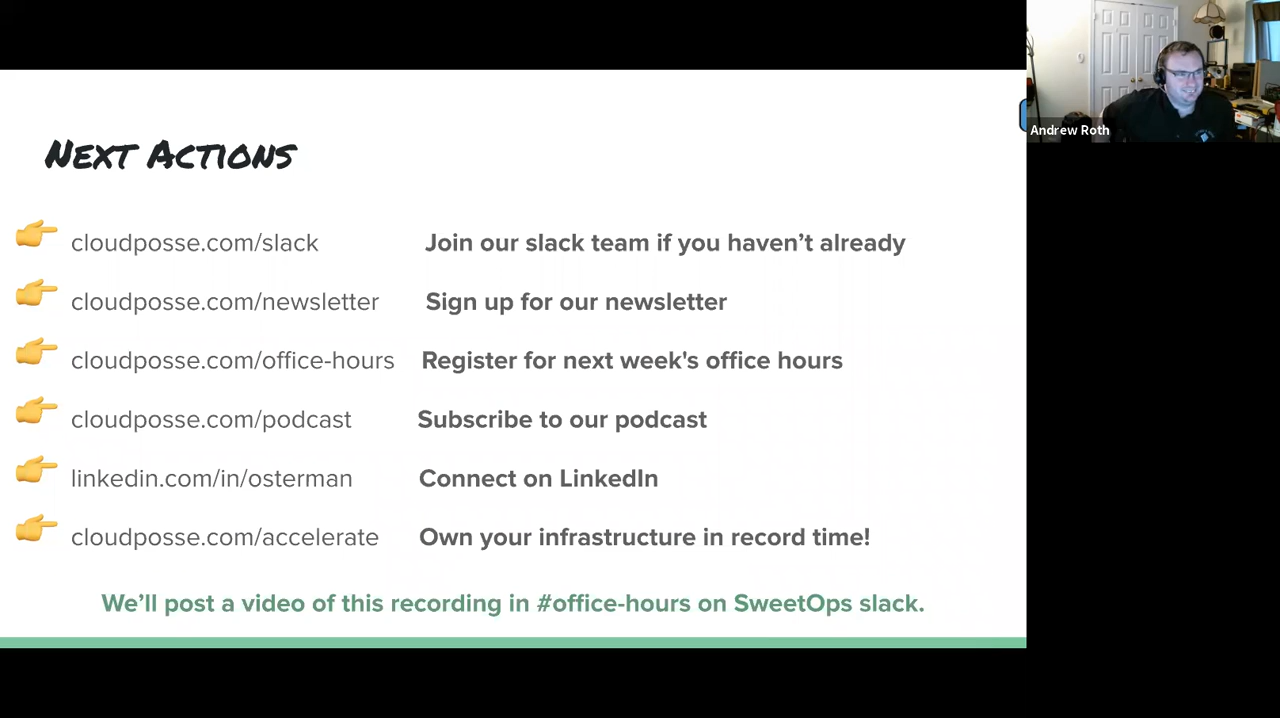 Next Actions
cloudposse.com/slack Join our slack team if you haven’t already
cloudposse.com/newsletter Sign up for our newsletter
cloudposse.com/office-hours Register for next week's office hours
cloudposse.com/podcast Subscribe to our podcast
linkedin.com/in/osterman Connect on LinkedIn
cloudposse.com/accelerate Own your infrastructure in record time!
We’ll post a video of this recording in #office-hours on SweetOps slack.
Andrew Roth